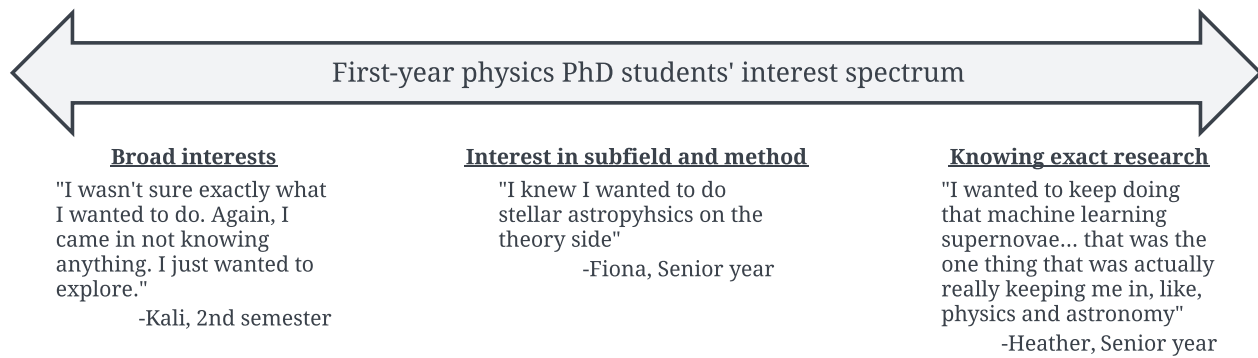 First-year physics PhD students' interest spectrum
Broad interests
"I wasn't sure exactly what
I wanted to do. Again, I
came in not knowing
anything. I just wanted to
explore."
-Kali, 2nd semester
Interest in subfield and method
"I knew I wanted to do
stellar astropyhsics on the
theory side"
-Fiona, Senior year
Knowing exact research
"I wanted to keep doing
that machine learning
supernovae... that was the
one thing that was actually
really keeping me in, like,
physics and astronomy"
-Heather, Senior year